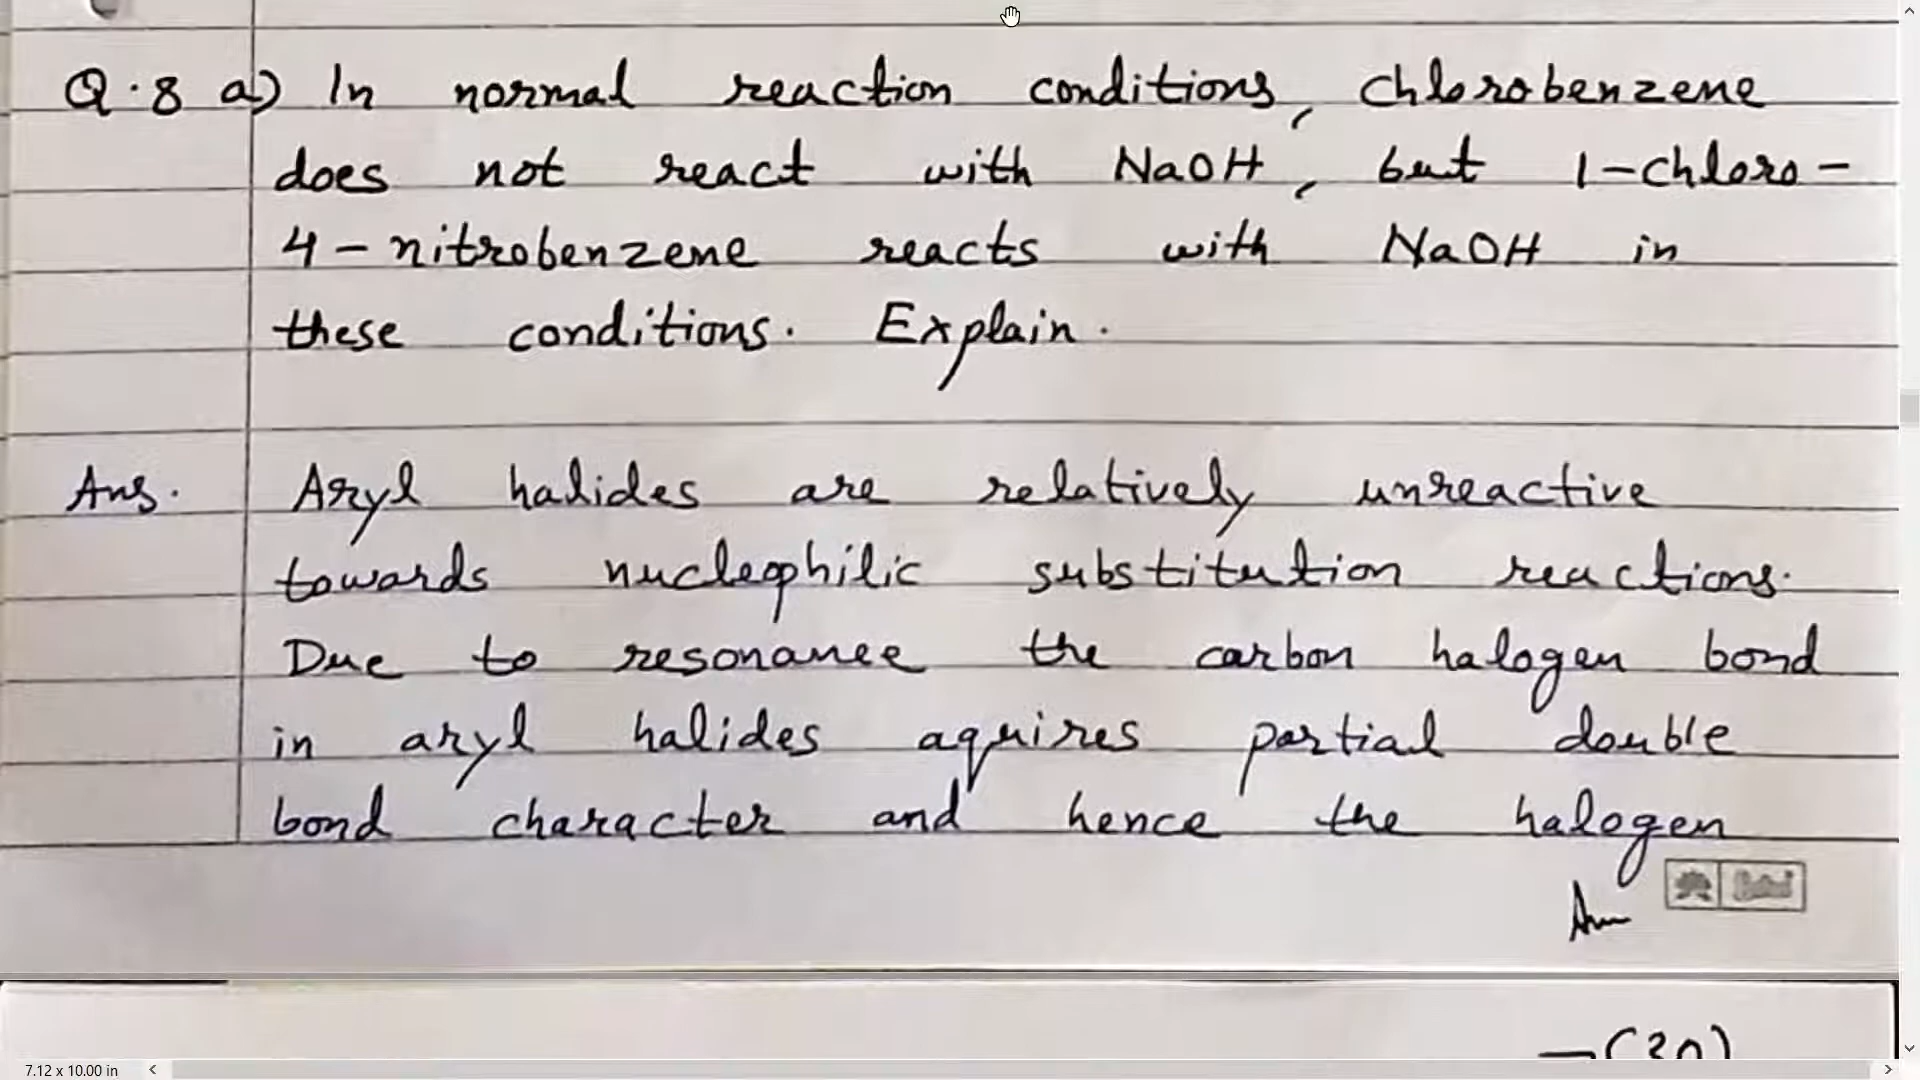 Q.8 a) In normal reaction conditions, chlorobenzene
does not react with NaOH, but 1-chloro-
4-nitrobenzene reacts with NaOH in
these conditions. Explain.
Ans. Aryl halides are relatively unreactive
towards nucleophilic substitution reactions.
Due to resonance the carbon halogen bond
in aryl halides aquires partial double
bond character and hence the halogen
7.12 x 10.00 in